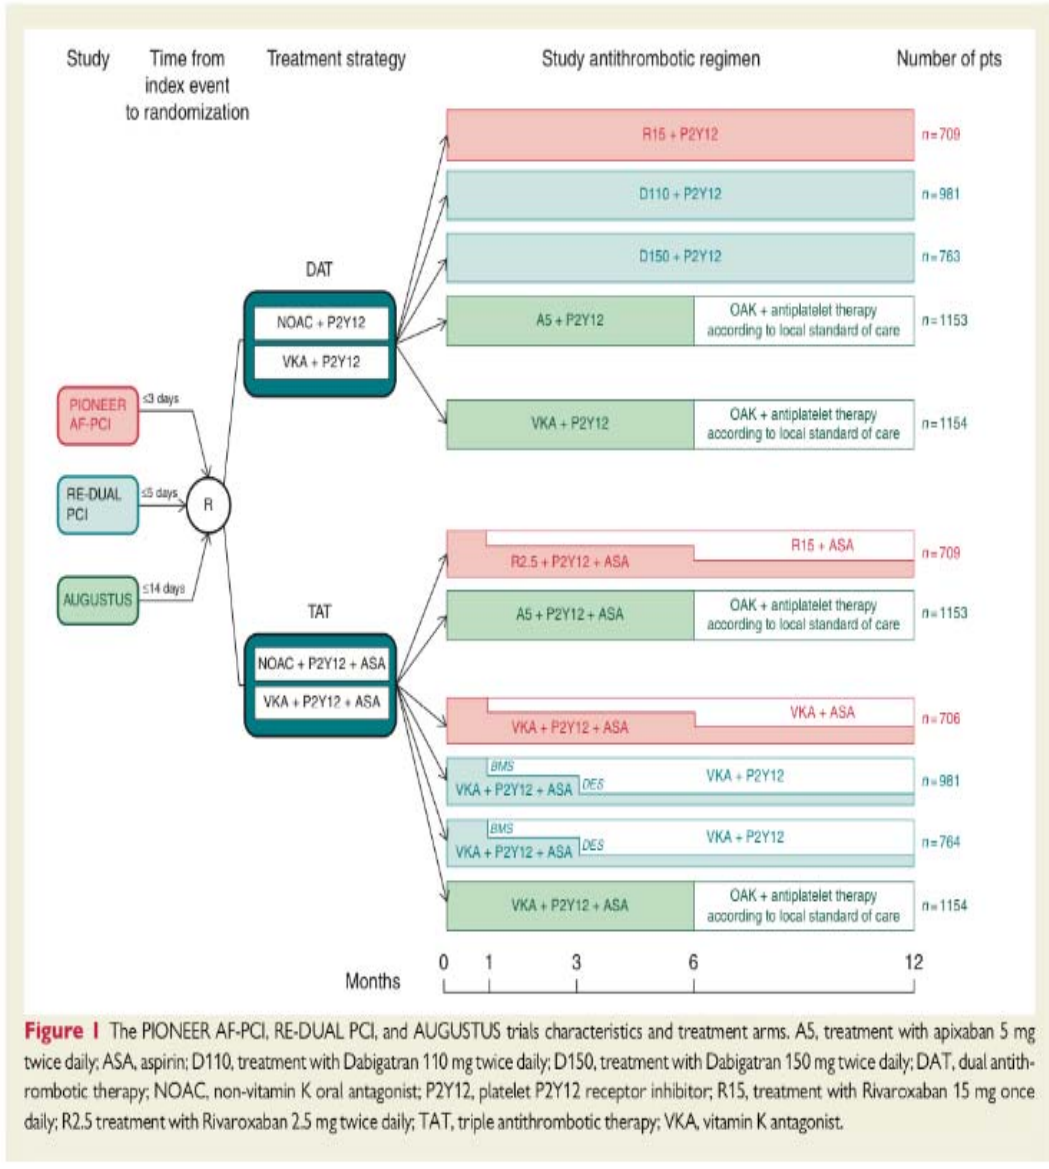 Study
Time from
index event
to randomization
Treatment strategy
Study antithrombotic regimen
Number of pts
PIONEER
AF-PCI
≤3 days
RE-DUAL
PCI
≤5 days
AUGUSTUS
≤14 days
R
DAT
NOAC + P2Y12
VKA + P2Y12
R15 + P2Y12
n=709
D110 + P2Y12
n=981
D150 + P2Y12
n=763
A5 + P2Y12
OAK + antiplatelet therapy
according to local standard of care
n=1153
VKA + P2Y12
OAK + antiplatelet therapy
according to local standard of care
n=1154
TAT
NOAC + P2Y12 + ASA
VKA + P2Y12 + ASA
R2.5 + P2Y12 + ASA
R15 + ASA
n=709
A5 + P2Y12 + ASA
OAK + antiplatelet therapy
according to local standard of care
n=1153
VKA + P2Y12 + ASA
VKA + ASA
n=706
BMS
VKA + P2Y12 + ASA
DES
VKA + P2Y12
n=981
BMS
VKA + P2Y12 + ASA
DES
VKA + P2Y12
n=764
VKA + P2Y12 + ASA
OAK + antiplatelet therapy
according to local standard of care
n=1154
Months
0 1 3 6 12
Figure 1 The PIONEER AF-PCI, RE-DUAL PCI, and AUGUSTUS trials characteristics and treatment arms. A5, treatment with apixaban 5 mg
twice daily; ASA, aspirin; D110, treatment with Dabigatran 110 mg twice daily; D150, treatment with Dabigatran 150 mg twice daily; DAT, dual antith-
rombotic therapy; NOAC, non-vitamin K oral antagonist; P2Y12, platelet P2Y12 receptor inhibitor; R15, treatment with Rivaroxaban 15 mg once
daily; R2.5 treatment with Rivaroxaban 2.5 mg twice daily; TAT, triple antithrombotic therapy; VKA, vitamin K antagonist.